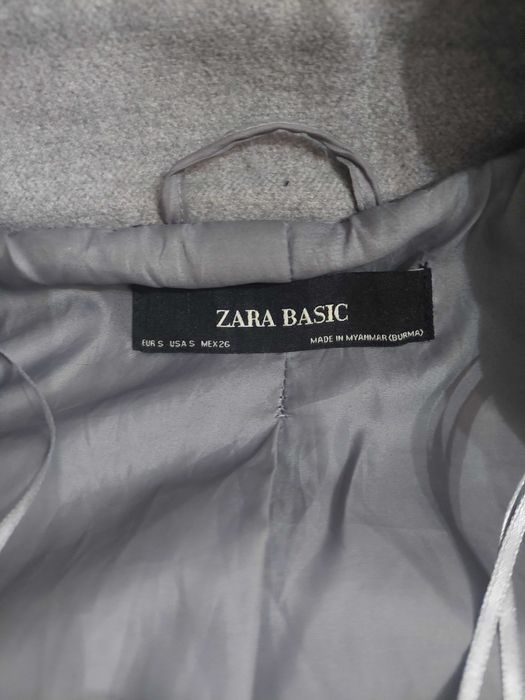 ZARA BASIC
EUR S USA S MEX 26 MADE IN MYANMAR (BURMA)